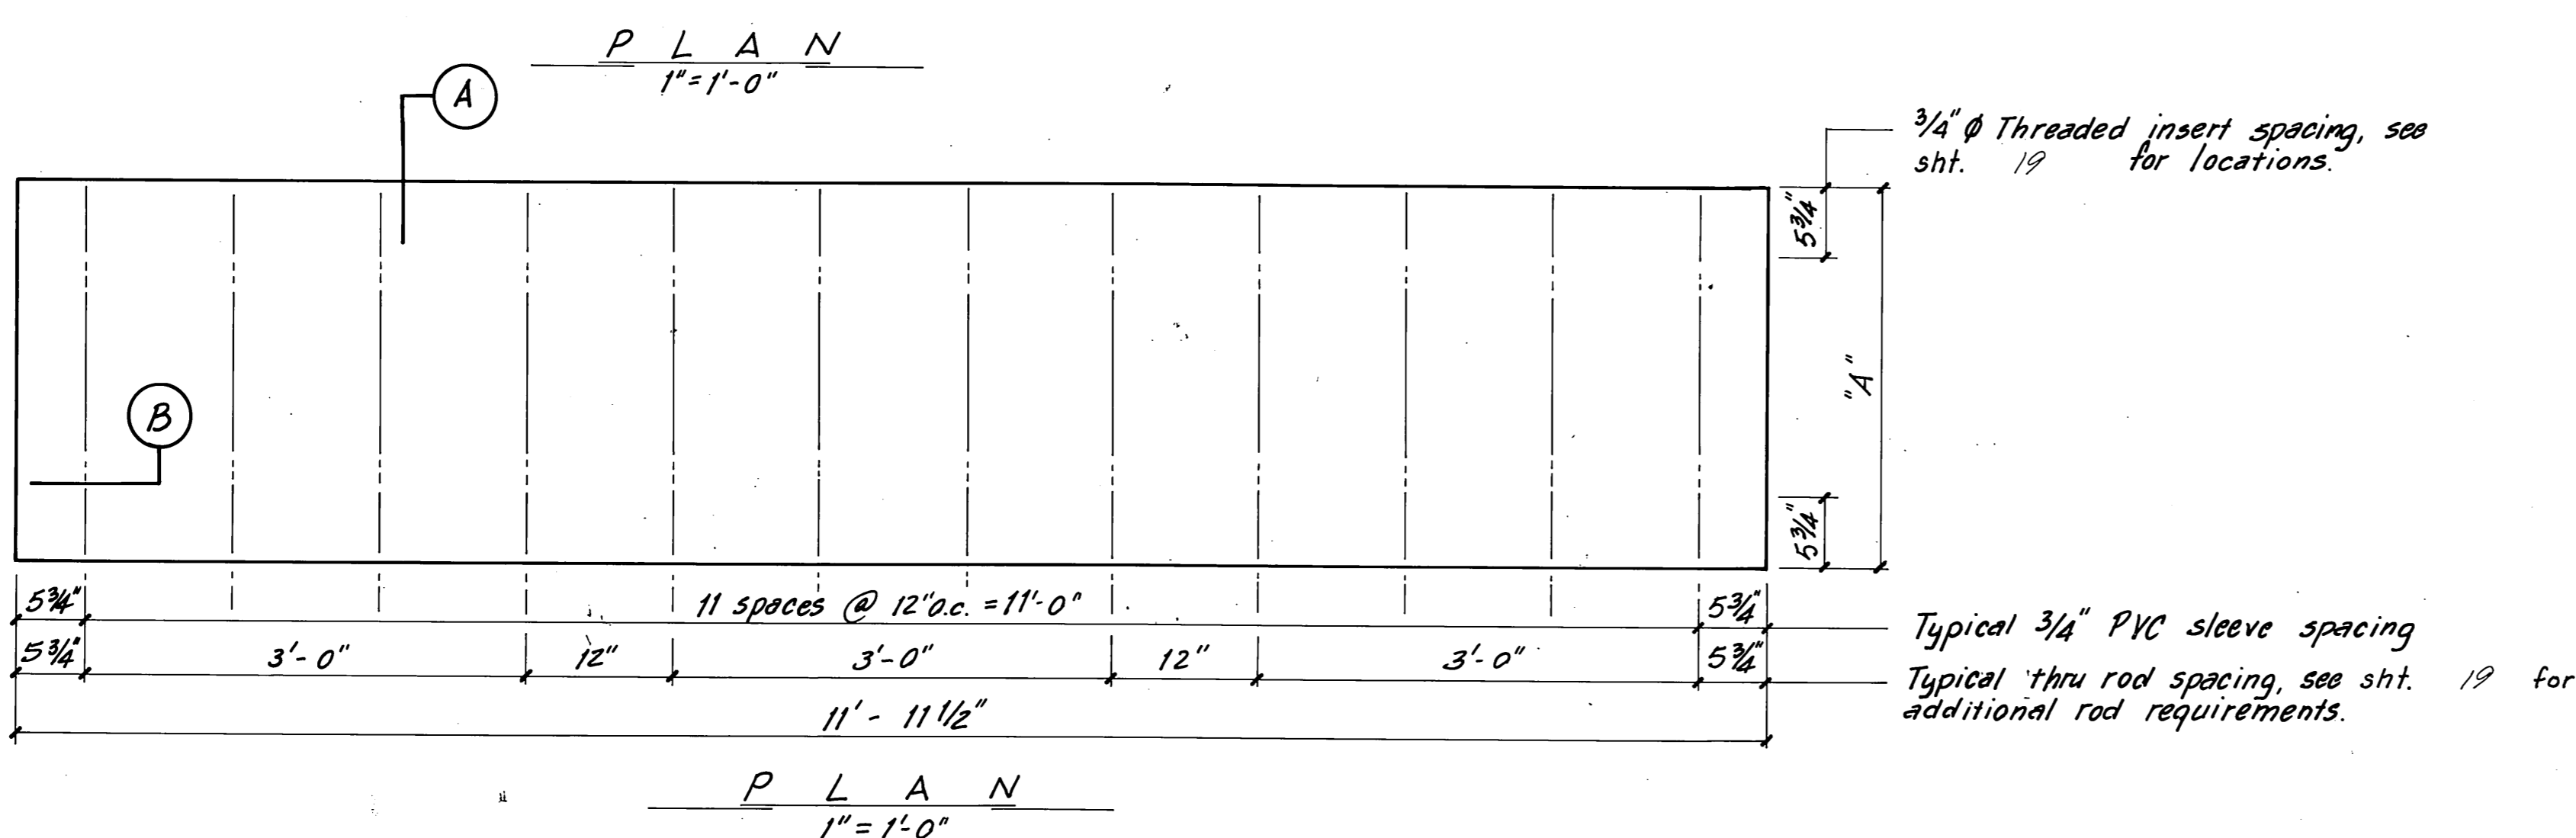 P L A N
1"=1'-0"
A
3/4" φ Threaded insert spacing, see
sht. 19 for locations.
5 3/4"
"A"
B
5 3/4"
5 3/4"
11 spaces @ 12"o.c. =11'-0"
5 3/4"
Typical 3/4" PVC sleeve spacing
5 3/4"
3'-0"
12"
3'-0"
12"
3'-0"
5 3/4"
Typical thru rod spacing, see sht. 19 for
additional rod requirements.
11' - 11 1/2"
P L A N
1"= 1'-0"